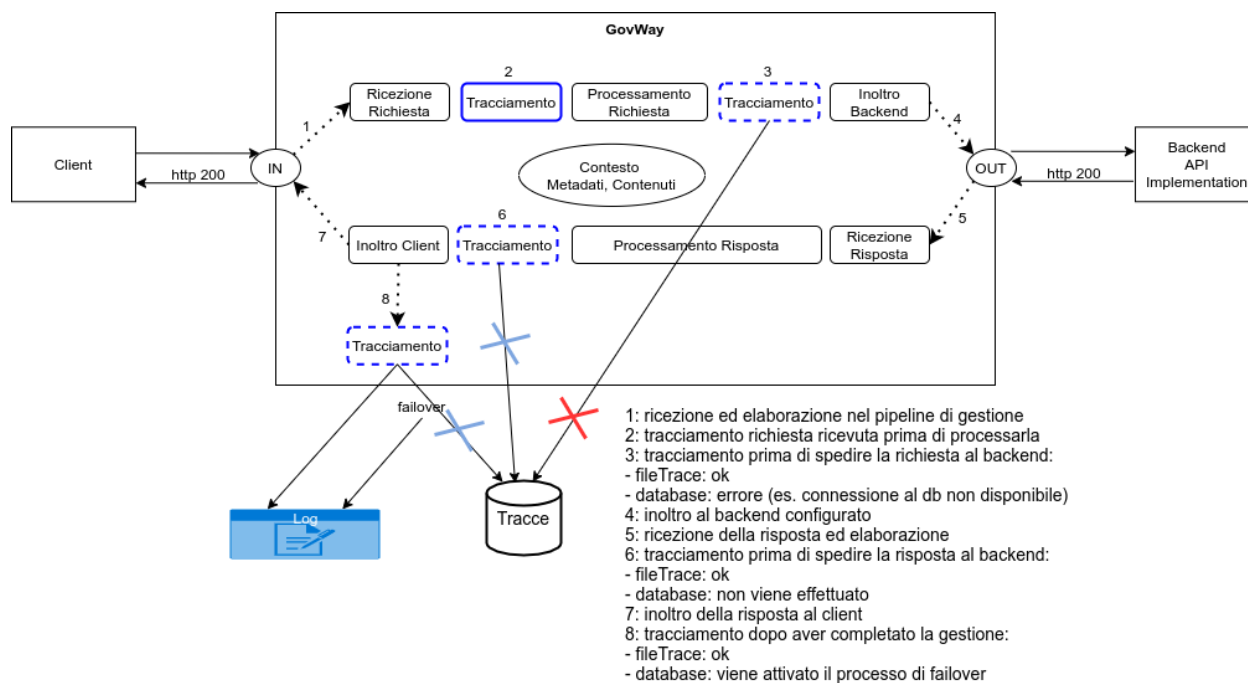 GovWay
2
3
Ricezione
Richiesta
Tracciamento
Processamento
Richiesta
Tracciamento
Inoltro
Backend
1
4
Client
http 200
IN
Contesto
Metadati, Contenuti
OUT
http 200
Backend
API
Implementation
6
7
Inoltro Client
Tracciamento
Processamento Risposta
Ricezione
Risposta
5
8
Tracciamento
failover
Log
Tracce
1: ricezione ed elaborazione nel pipeline di gestione
2: tracciamento richiesta ricevuta prima di processarla
3: tracciamento prima di spedire la richiesta al backend:
- fileTrace: ok
- database: errore (es. connessione al db non disponibile)
4: inoltro al backend configurato
5: ricezione della risposta ed elaborazione
6: tracciamento prima di spedire la risposta al backend:
- fileTrace: ok
- database: non viene effettuato
7: inoltro della risposta al client
8: tracciamento dopo aver completato la gestione:
- fileTrace: ok
- database: viene attivato il processo di failover